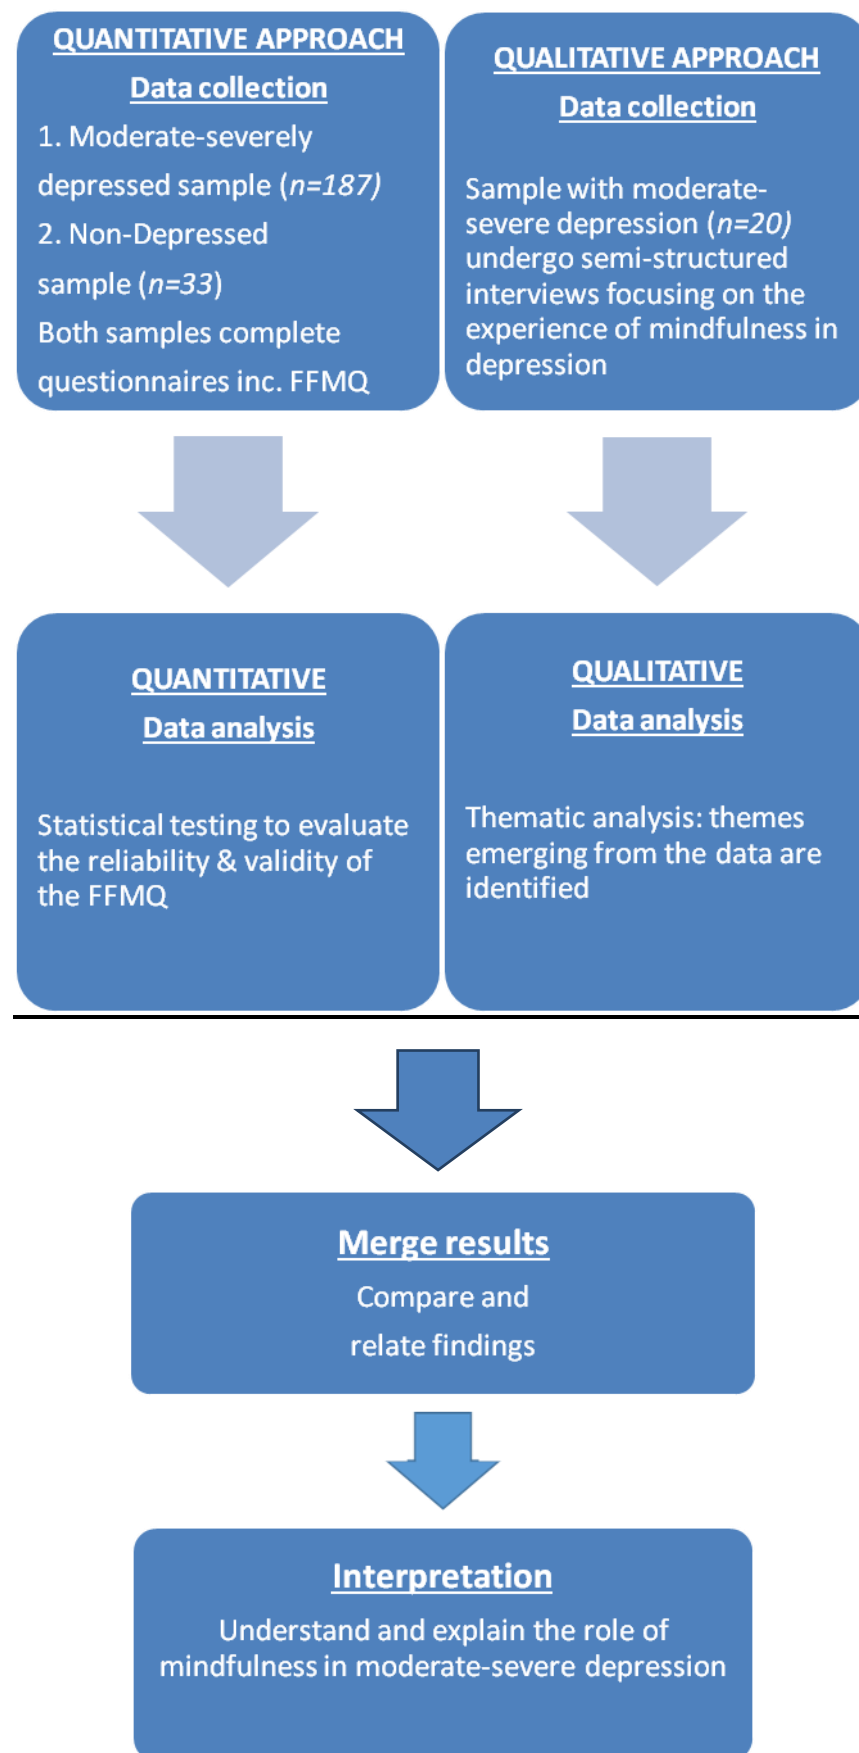 QUANTITATIVE APPROACH
Data collection
1. Moderate-severely
depressed sample (n=187)
2. Non-Depressed
sample (n=33)
Both samples complete
questionnaires inc. FFMQ
QUALITATIVE APPROACH
Data collection
Sample with moderate-
severe depression (n=20)
undergo semi-structured
interviews focusing on the
experience of mindfulness in
depression
QUANTITATIVE
Data analysis
Statistical testing to evaluate
the reliability & validity of
the FFMQ
QUALITATIVE
Data analysis
Thematic analysis: themes
emerging from the data are
identified
Merge results
Compare and
relate findings
Interpretation
Understand and explain the role of
mindfulness in moderate-severe depression